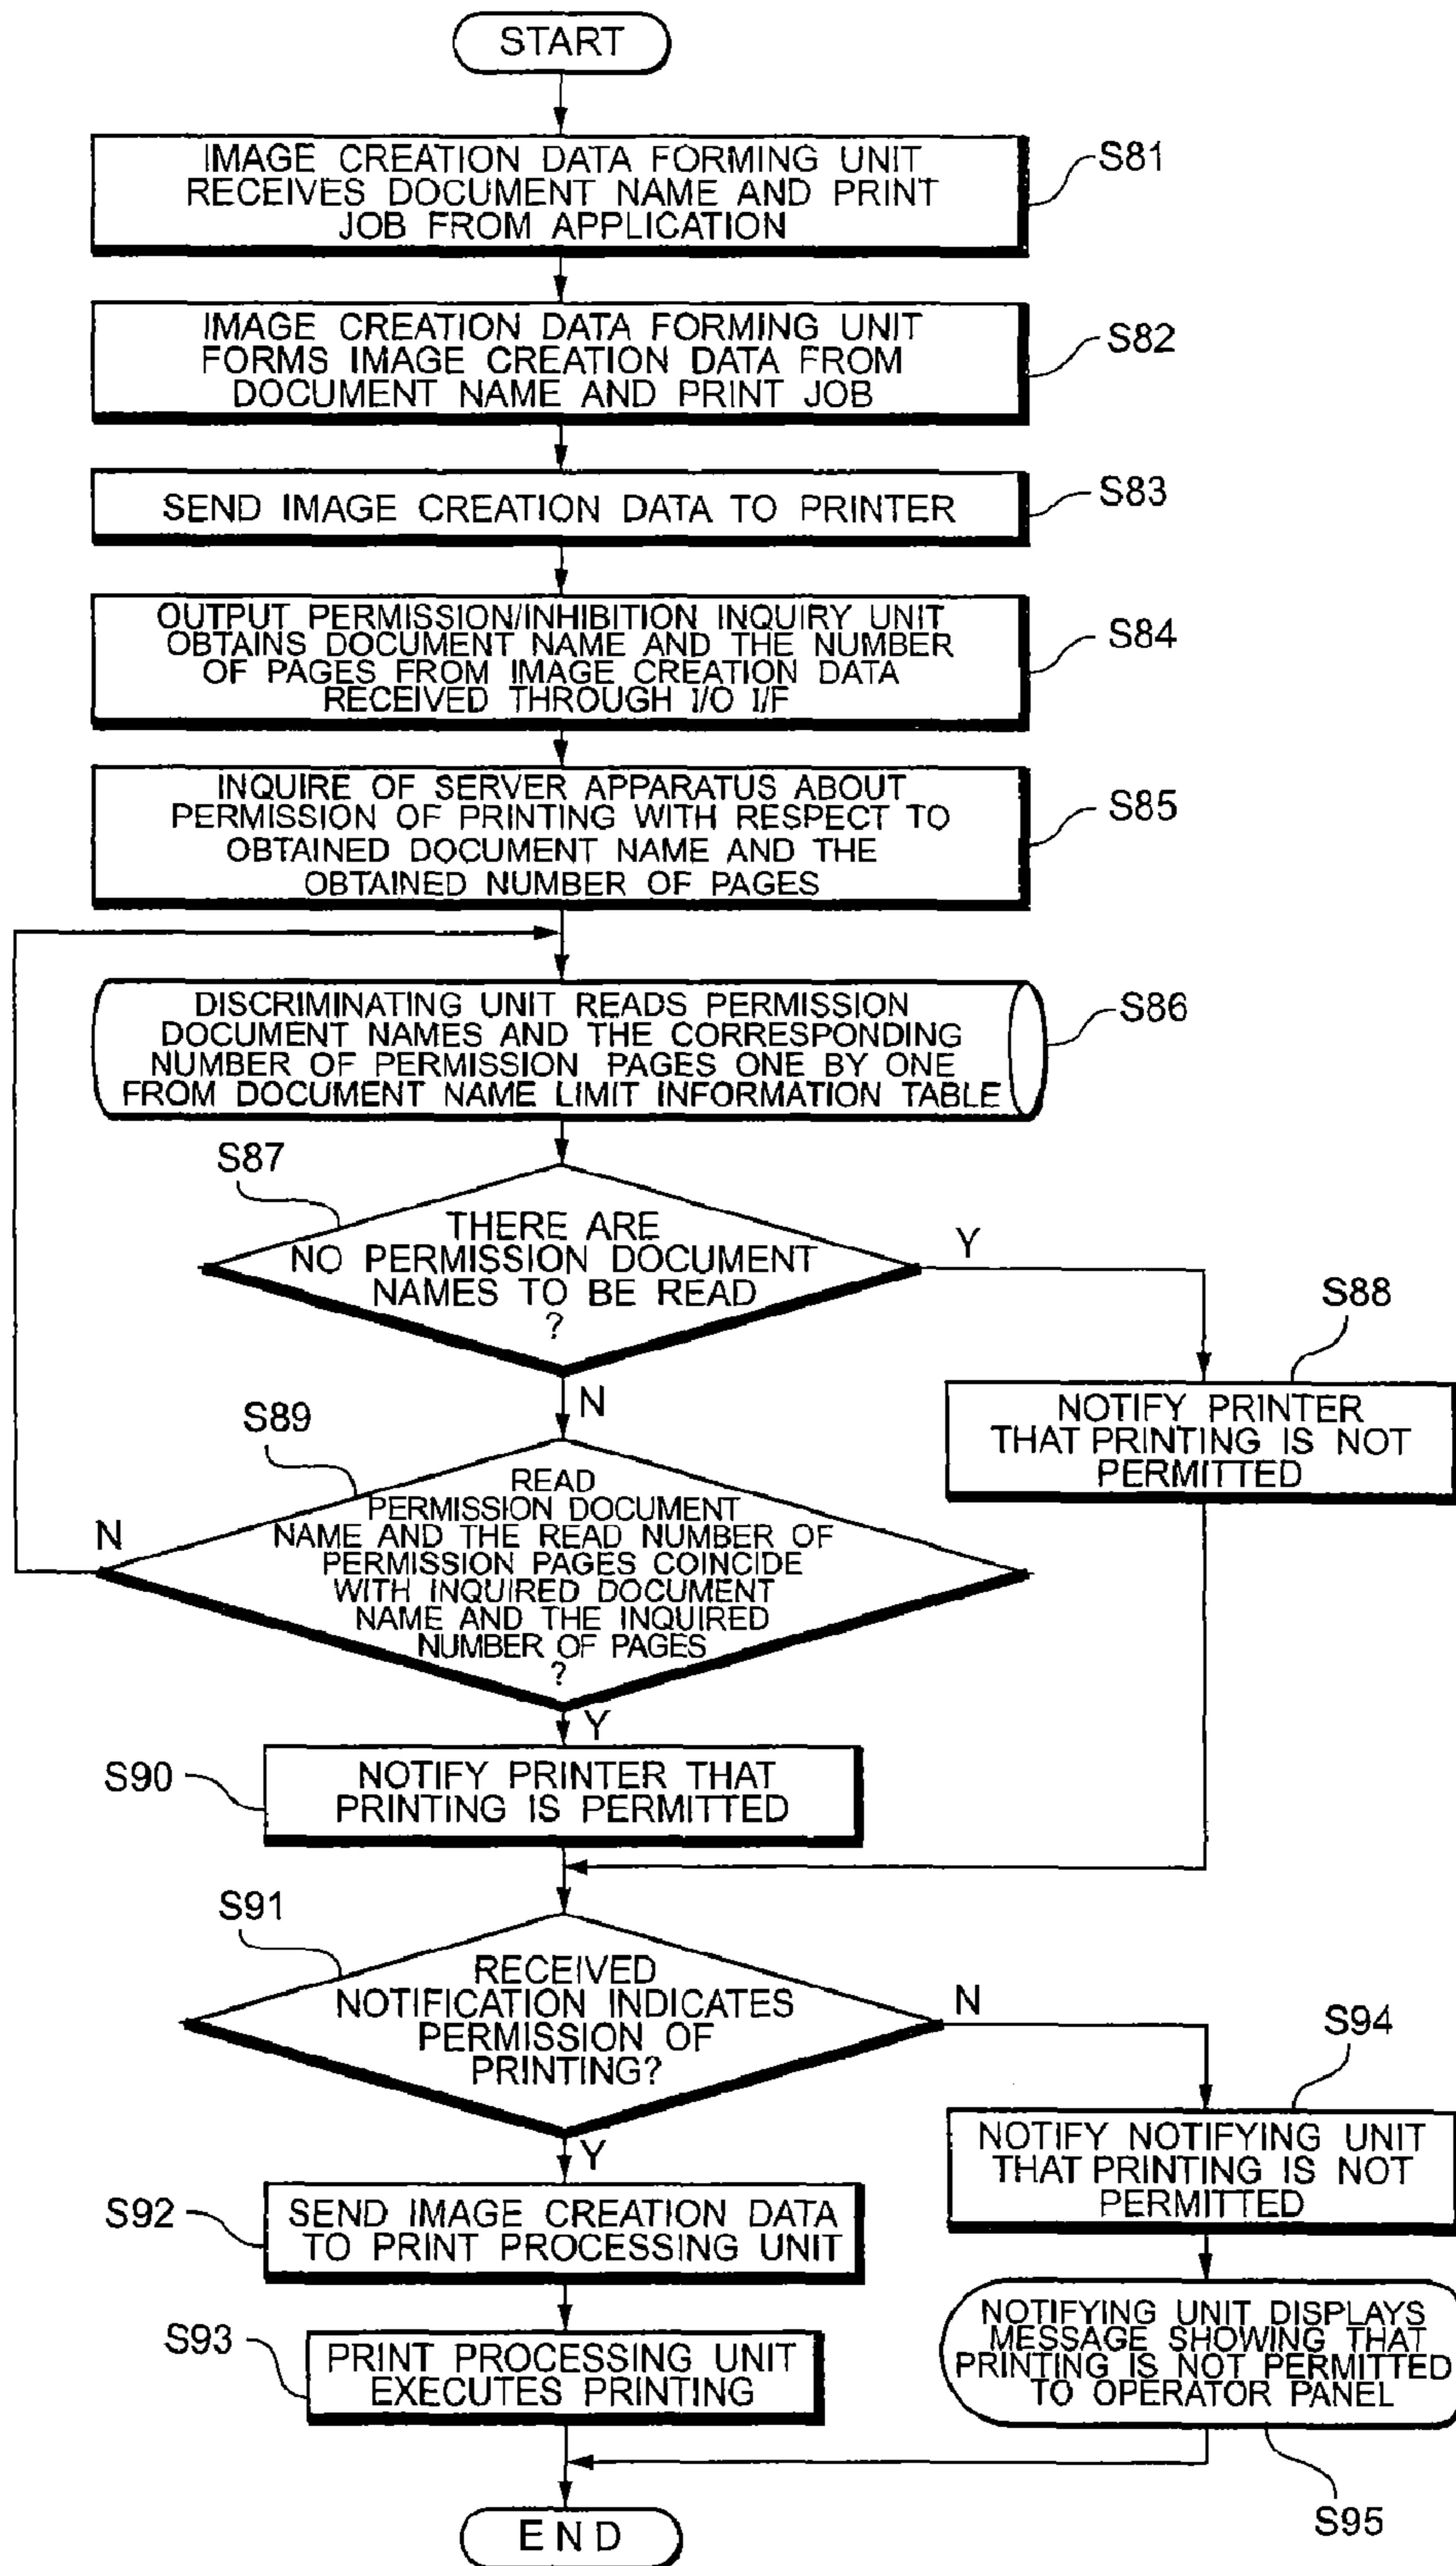 START
IMAGE CREATION DATA FORMING UNIT
RECEIVES DOCUMENT NAME AND PRINT
JOB FROM APPLICATION
S81
IMAGE CREATION DATA FORMING UNIT
FORMS IMAGE CREATION DATA FROM
DOCUMENT NAME AND PRINT JOB
S82
SEND IMAGE CREATION DATA TO PRINTER
S83
OUTPUT PERMISSION/INHIBITION INQUIRY UNIT
OBTAINS DOCUMENT NAME AND THE NUMBER
OF PAGES FROM IMAGE CREATION DATA
RECEIVED THROUGH I/O I/F
S84
INQUIRE OF SERVER APPARATUS ABOUT
PERMISSION OF PRINTING WITH RESPECT TO
OBTAINED DOCUMENT NAME AND THE
OBTAINED NUMBER OF PAGES
S85
DISCRIMINATING UNIT READS PERMISSION
DOCUMENT NAMES AND THE CORRESPONDING
NUMBER OF PERMISSION PAGES ONE BY ONE
FROM DOCUMENT NAME LIMIT INFORMATION TABLE
S86
S87
THERE ARE
NO PERMISSION DOCUMENT
NAMES TO BE READ
?
Y
N
S88
NOTIFY PRINTER
THAT PRINTING IS NOT
PERMITTED
S89
READ
PERMISSION DOCUMENT
NAME AND THE READ NUMBER OF
PERMISSION PAGES COINCIDE
WITH INQUIRED DOCUMENT
NAME AND THE INQUIRED
NUMBER OF PAGES
?
N
Y
S90
NOTIFY PRINTER THAT
PRINTING IS PERMITTED
S91
RECEIVED
NOTIFICATION INDICATES
PERMISSION OF
PRINTING?
N
Y
S94
NOTIFY NOTIFYING UNIT
THAT PRINTING IS NOT
PERMITTED
S92
SEND IMAGE CREATION DATA
TO PRINT PROCESSING UNIT
S93
PRINT PROCESSING UNIT
EXECUTES PRINTING
NOTIFYING UNIT DISPLAYS
MESSAGE SHOWING THAT
PRINTING IS NOT PERMITTED
TO OPERATOR PANEL
S95
END